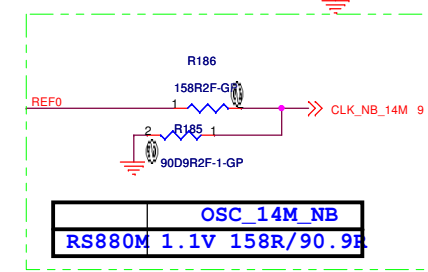 R186
158R2F-GP
REF0
1
CLK_NB_14M 9
2 R185 1
90D9R2F-1-GP
OSC_14M_NB
RS880M 1.1V 158R/90.9R